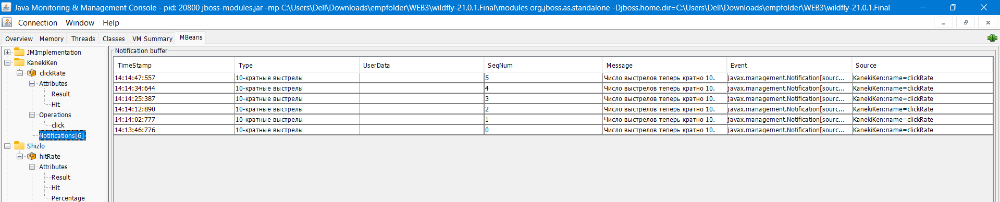 Java Monitoring & Management Console - pid: 20800 jboss-modules.jar -mp C:\Users\Dell\Downloads\empfolder\WEB3\wildfly-21.0.1.Final\modules org.jboss.as.standalone -Djboss.home.dir=C:\Users\Dell\Downloads\empfolder\WEB3\wildfly-21.0.1.Final
Connection Window Help
Overview Memory Threads Classes VM Summary MBeans
JMImplementation
KanekiKen
clickRate
Attributes
Result
Hit
Operations
click
Notifications[6]
Shizlo
hitRate
Attributes
Result
Hit
Percentage
Notification buffer
TimeStamp Type UserData SeqNum Message Event Source
14:14:47:557 10-кратные выстрелы 5 Число выстрелов теперь кратно 10. javax.management.Notification[sourc... KanekiKen:name=clickRate
14:14:34:644 10-кратные выстрелы 4 Число выстрелов теперь кратно 10. javax.management.Notification[sourc... KanekiKen:name=clickRate
14:14:25:387 10-кратные выстрелы 3 Число выстрелов теперь кратно 10. javax.management.Notification[sourc... KanekiKen:name=clickRate
14:14:12:890 10-кратные выстрелы 2 Число выстрелов теперь кратно 10. javax.management.Notification[sourc... KanekiKen:name=clickRate
14:14:02:777 10-кратные выстрелы 1 Число выстрелов теперь кратно 10. javax.management.Notification[sourc... KanekiKen:name=clickRate
14:13:46:776 10-кратные выстрелы 0 Число выстрелов теперь кратно 10. javax.management.Notification[sourc... KanekiKen:name=clickRate